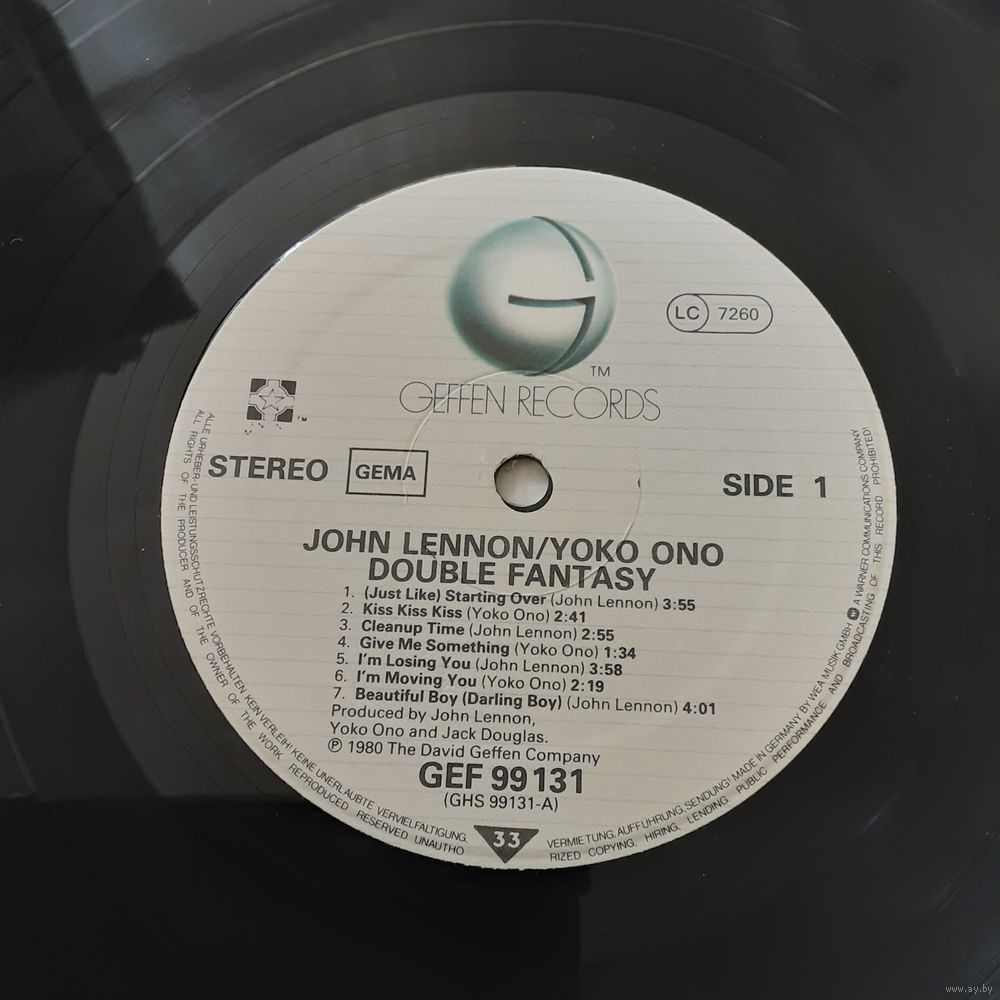 LC 7260
TM
GEFFEN RECORDS
STEREO GEMA SIDE 1
JOHN LENNON/YOKO ONO
DOUBLE FANTASY
1. (Just Like) Starting Over (John Lennon) 3:55
2. Kiss Kiss Kiss (Yoko Ono) 2:41
3. Cleanup Time (John Lennon) 2:55
4. Give Me Something (Yoko Ono) 1:34
5. I'm Losing You (John Lennon) 3:58
6. I'm Moving You (Yoko Ono) 2:19
7. Beautiful Boy (Darling Boy) (John Lennon) 4:01
Produced by John Lennon,
Yoko Ono and Jack Douglas.
℗ 1980 The David Geffen Company
GEF 99131
(GHS 99131-A)
33
ALLE URHEBER- UND LEISTUNGSSCHUTZRECHTE VORBEHALTEN KEIN VERLEIH! KEINE UNERLAUBTE VERVIELFÄLTIGUNG, VERMIETUNG, AUFFÜHRUNG, SENDUNG! MADE IN GERMANY BY WEA MUSIK GMBH A WARNER COMMUNICATIONS COMPANY
ALL RIGHTS OF THE PRODUCER AND OF THE OWNER OF THE WORK REPRODUCED RESERVED UNAUTHORIZED COPYING, HIRING, LENDING PUBLIC PERFORMANCE AND BROADCASTING OF THIS RECORD PROHIBITED!
www.ay.by